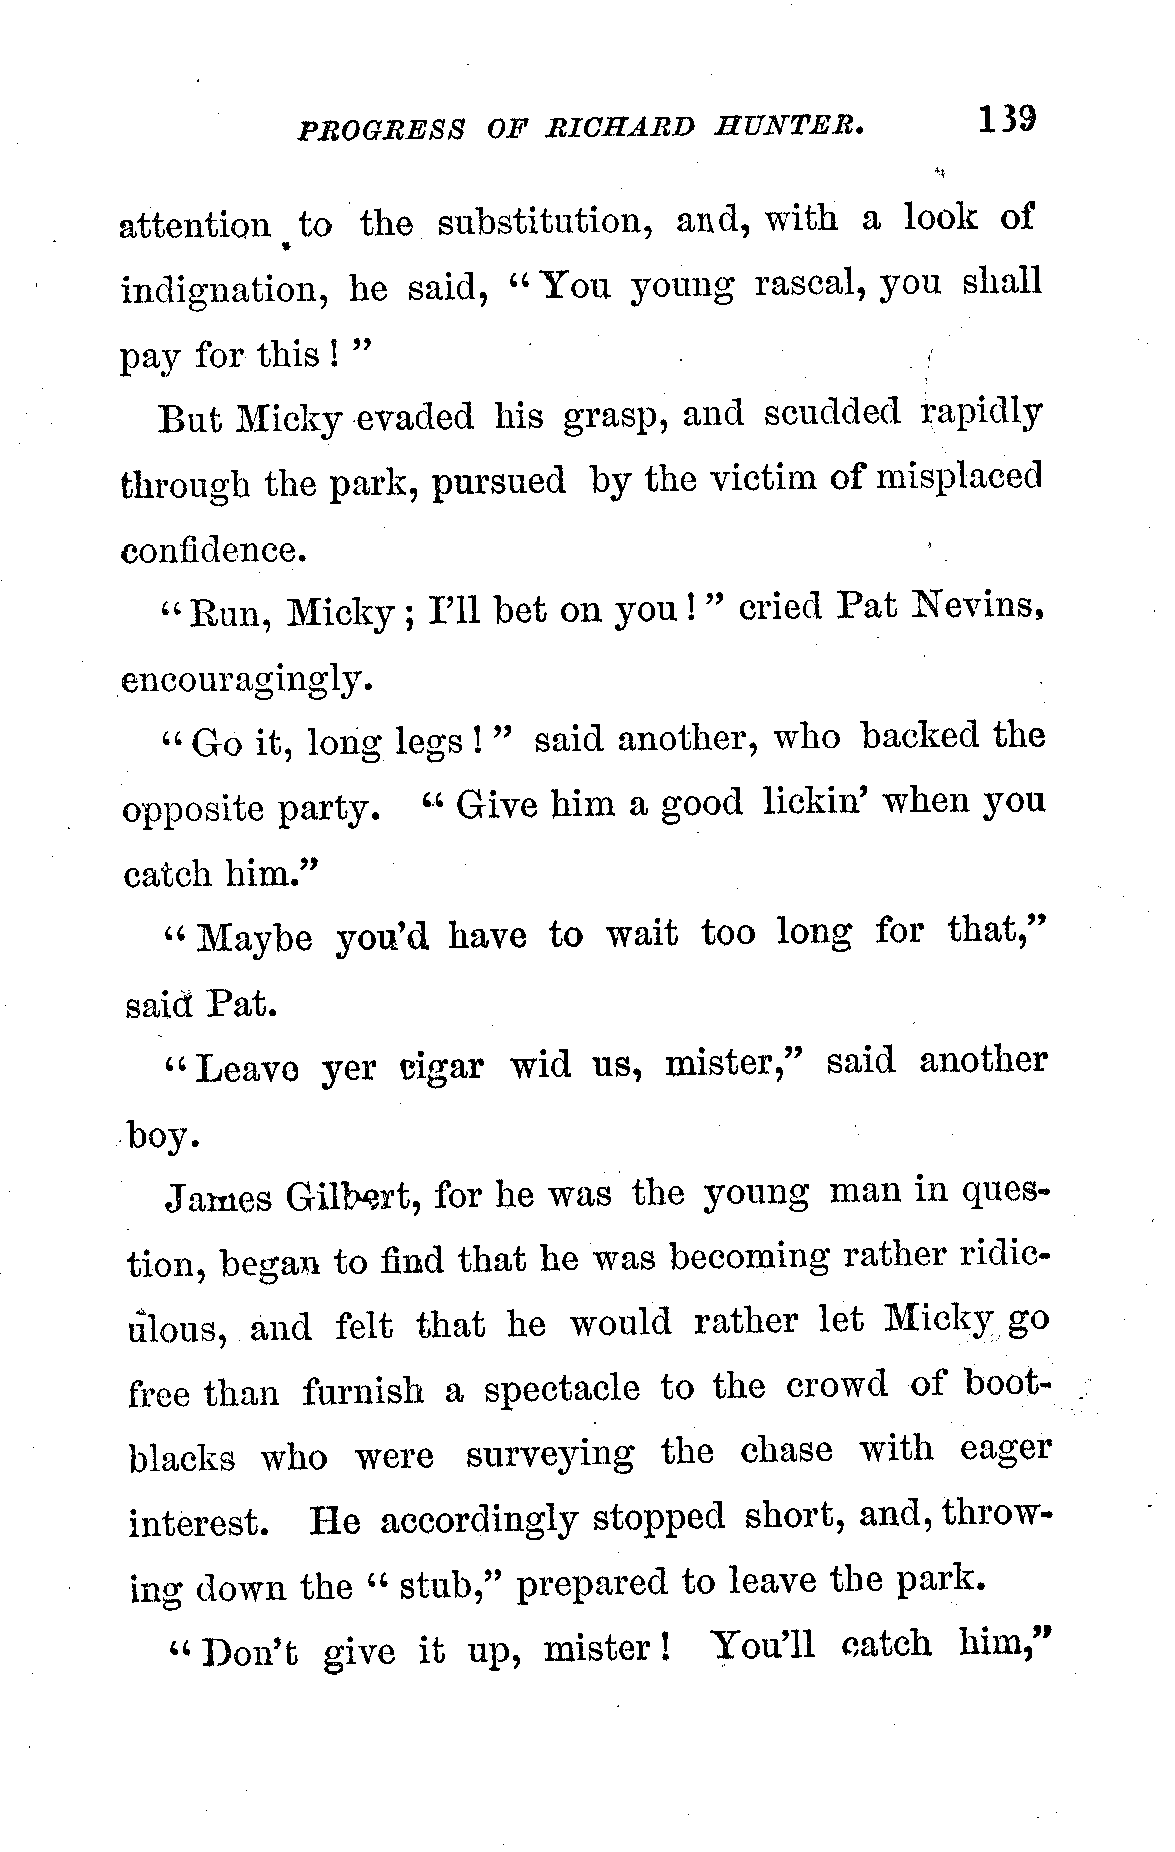 PROGRESS OF RICHARD HUNTER. 139
attention to the substitution, and, with a look of
indignation, he said, “You young rascal, you shall
pay for this!”
But Micky evaded his grasp, and scudded rapidly
through the park, pursued by the victim of misplaced
confidence.
“Run, Micky; I’ll bet on you!” cried Pat Nevins,
encouragingly.
“Go it, long legs!” said another, who backed the
opposite party. “Give him a good lickin’ when you
catch him.”
“Maybe you’d have to wait too long for that,”
said Pat.
“Leave yer cigar wid us, mister,” said another
boy.
James Gilbert, for he was the young man in ques-
tion, began to find that he was becoming rather ridic-
ulous, and felt that he would rather let Micky go
free than furnish a spectacle to the crowd of boot-
blacks who were surveying the chase with eager
interest. He accordingly stopped short, and, throw-
ing down the “stub,” prepared to leave the park.
“Don’t give it up, mister! You’ll catch him,”